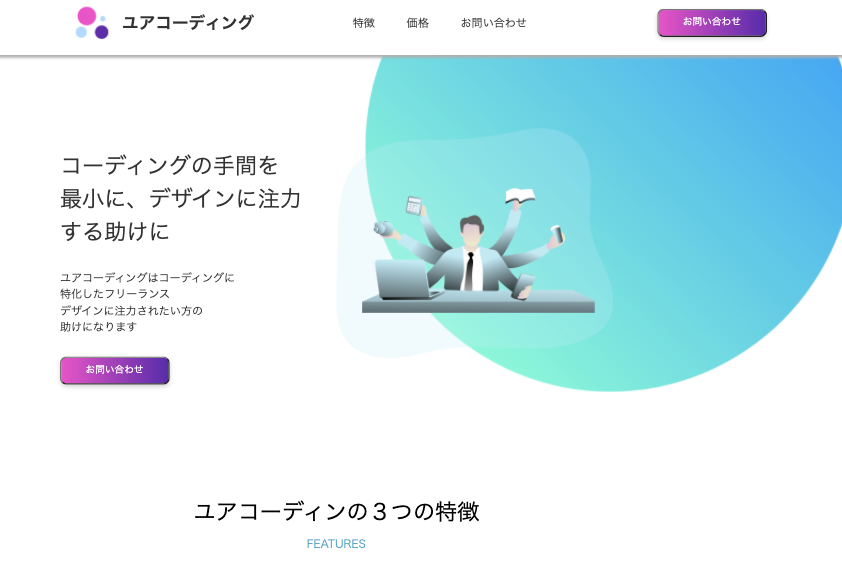 ユアコーディング
特徴
価格
お問い合わせ
お問い合わせ
コーディングの手間を
最小に、デザインに注力
する助けに
ユアコーディングはコーディングに
特化したフリーランス
デザインに注力されたい方の
助けになります
お問い合わせ
ユアコーディンの３つの特徴
FEATURES